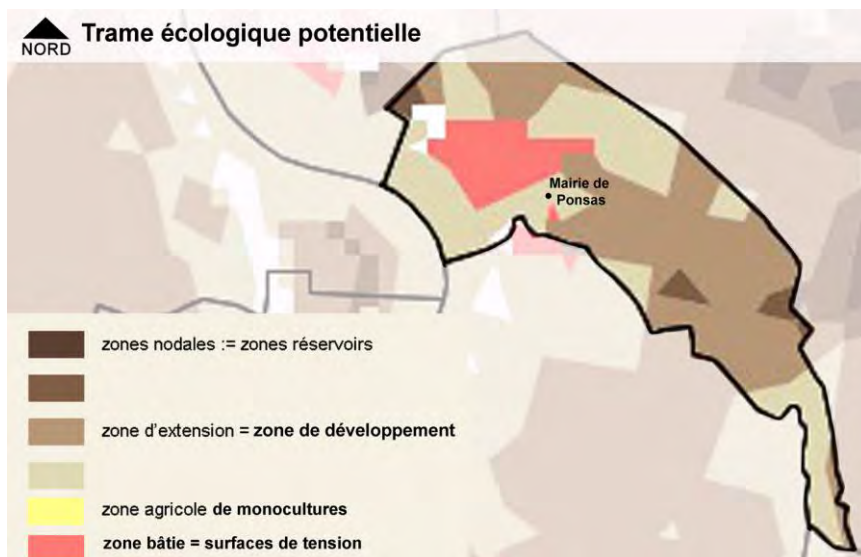 Trame écologique potentielle
NORD
Mairie de
Ponsas
zones nodales := zones réservoirs
zone d'extension = zone de développement
zone agricole de monocultures
zone bâtie = surfaces de tension